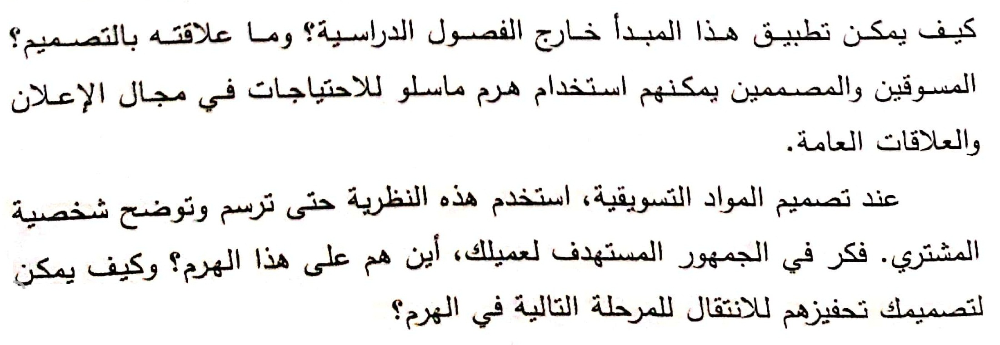 كيف يمكن تطبيق هذا المبدأ خارج الفصول الدراسية؟ وما علاقته بالتصميم؟
المسوقين والمصممين يمكنهم استخدام هرم ماسلو للاحتياجات في مجال الإعلان
والعلاقات العامة.
عند تصميم المواد التسويقية، استخدم هذه النظرية حتى ترسم وتوضح شخصية
المشتري. فكر في الجمهور المستهدف لعميلك، أين هم على هذا الهرم؟ وكيف يمكن
لتصميمك تحفيزهم للانتقال للمرحلة التالية في الهرم؟